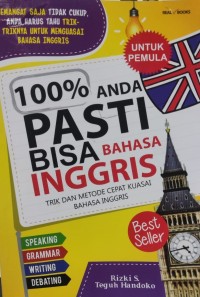 SEMANGAT SAJA TIDAK CUKUP,
ANDA HARUS TAHU TRIK-
TRIKNYA UNTUK MENGUASAI
BAHASA INGGRIS
UNTUK
PEMULA
100% ANDA
PASTI
BISA BAHASA
INGGRIS
TRIK DAN METODE CEPAT KUASAI
BAHASA INGGRIS
Best
Seller
SPEAKING
GRAMMAR
WRITING
DEBATING
Rizki S.
Teguh Handoko